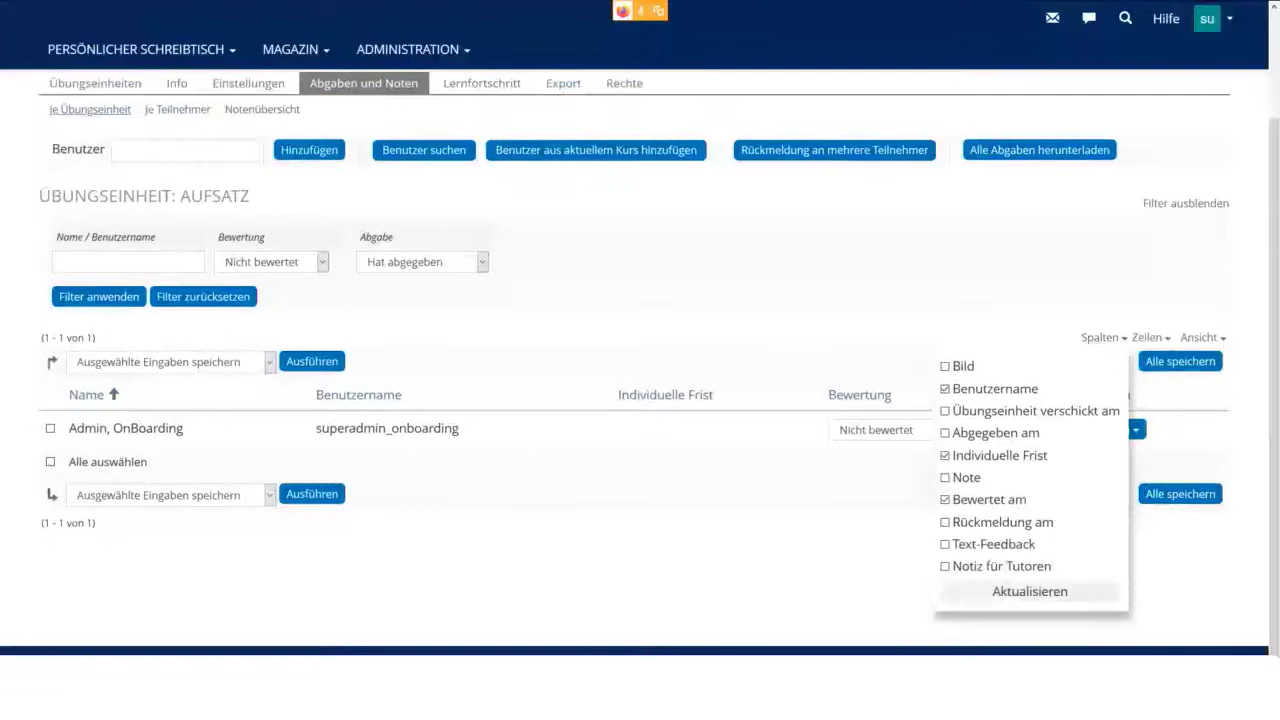 Hilfe su
PERSÖNLICHER SCHREIBTISCH MAGAZIN ADMINISTRATION
Übungseinheiten Info Einstellungen Abgaben und Noten Lernfortschritt Export Rechte
Je Übungseinheit Je Teilnehmer Notenübersicht
Benutzer Hinzufügen Benutzer suchen Benutzer aus aktuellem Kurs hinzufügen Rückmeldung an mehrere Teilnehmer Alle Abgaben herunterladen
ÜBUNGSEINHEIT: AUFSATZ
Filter ausblenden
Name / Benutzername Bewertung Abgabe
Nicht bewertet Hat abgegeben
Filter anwenden Filter zurücksetzen
(1 - 1 von 1) Spalten Zeilen Ansicht
Ausgewählte Eingaben speichern Ausführen Alle speichern
Name Benutzername Individuelle Frist Bewertung
Admin, OnBoarding superadmin_onboarding Nicht bewertet
Alle auswählen
Ausgewählte Eingaben speichern Ausführen Alle speichern
(1 - 1 von 1)
Bild
Benutzername
Übungseinheit verschickt am
Abgegeben am
Individuelle Frist
Note
Bewertet am
Rückmeldung am
Text-Feedback
Notiz für Tutoren
Aktualisieren